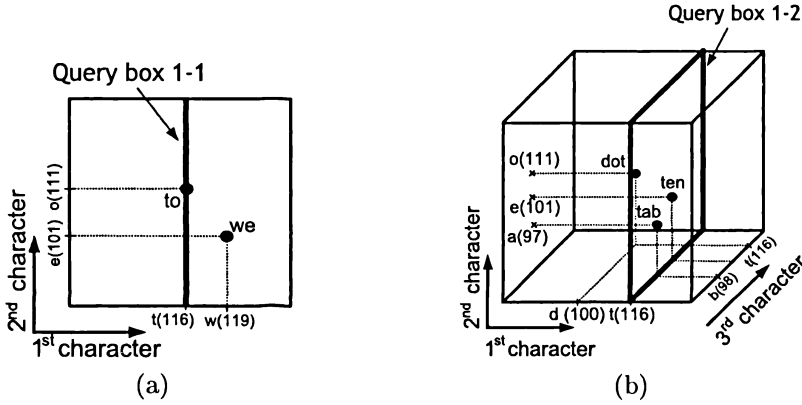 Query box 1-1
o(111)
e(101)
2nd character
to
we
t(116)
w(119)
1st character
(a)
Query box 1-2
o(111)
e(101)
a(97)
dot
ten
tab
2nd character
d (100)
t(116)
1st character
b(98)
t(116)
3rd character
(b)